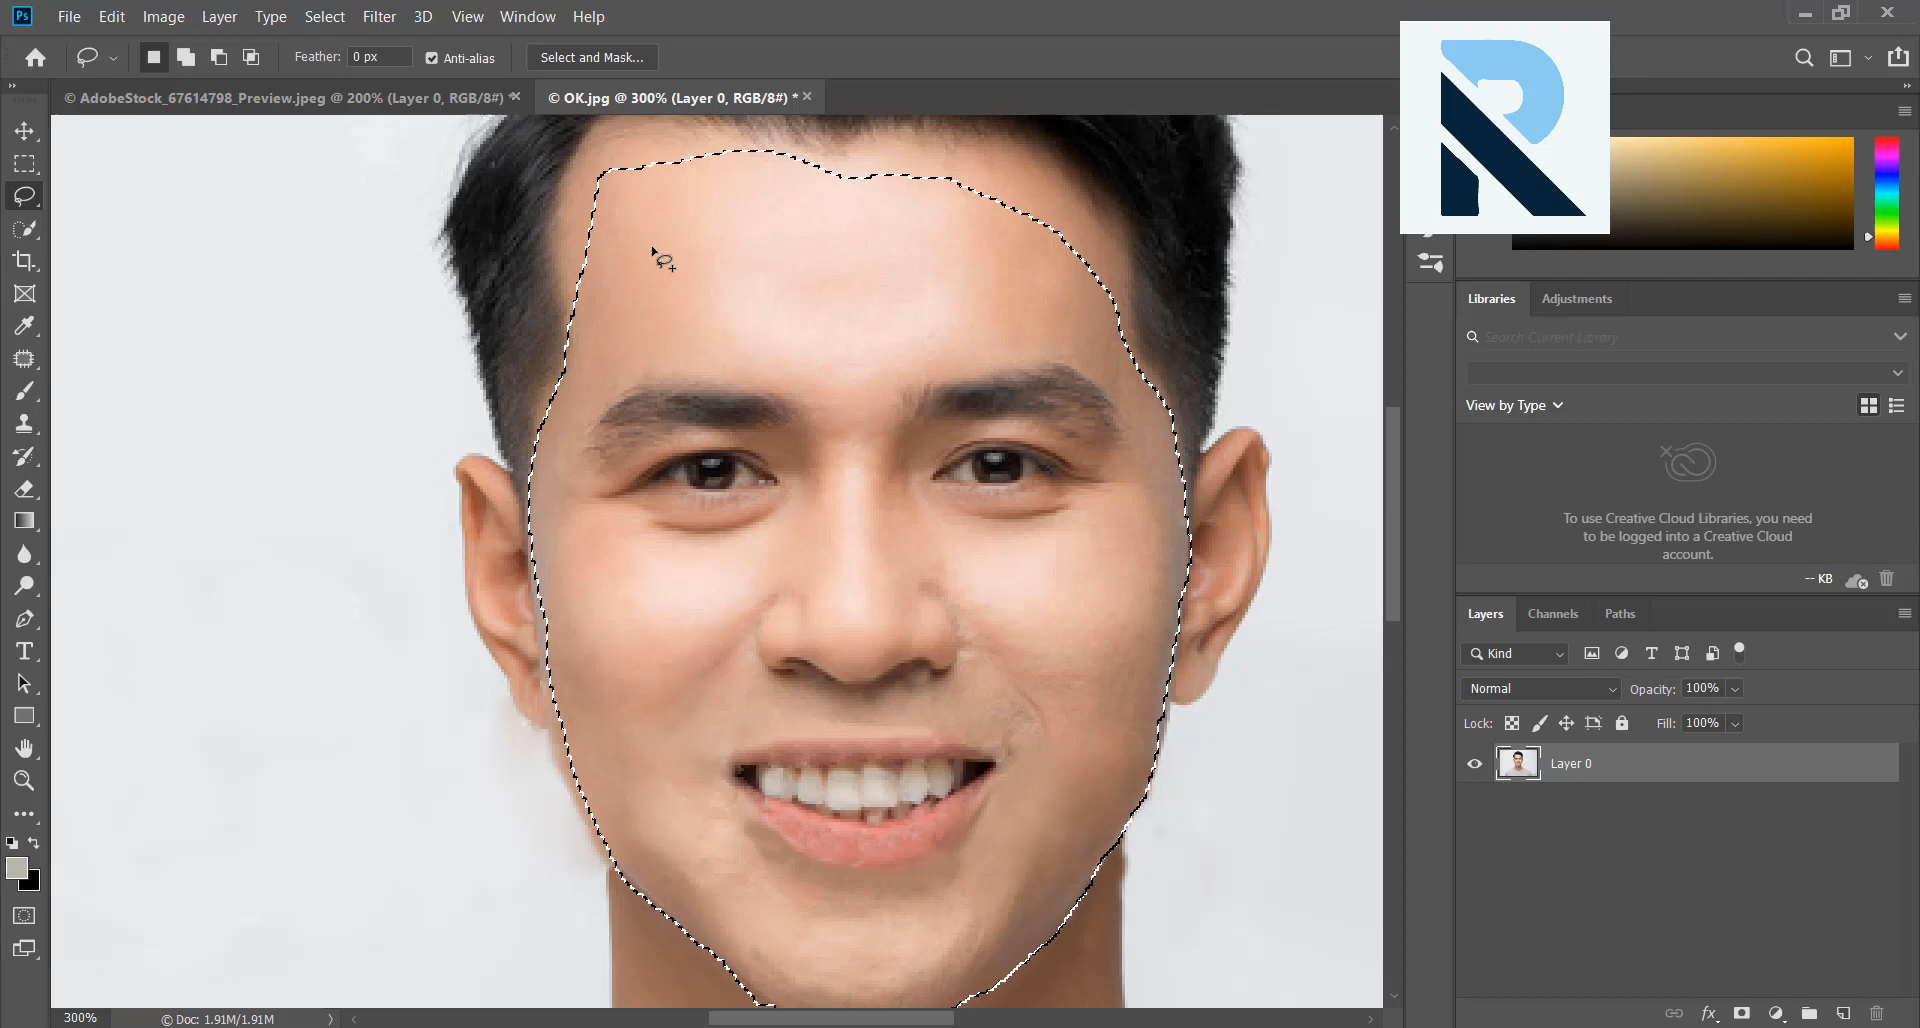 Ps File Edit Image Layer Type Select Filter 3D View Window Help
Feather: 0 px Anti-alias Select and Mask...
© AdobeStock_67614798_Preview.jpeg @ 200% (Layer 0, RGB/8#) * × © OK.jpg @ 300% (Layer 0, RGB/8#) * ×
R
Libraries Adjustments
Search Current Library
View by Type
To use Creative Cloud Libraries, you need
to be logged into a Creative Cloud
account.
-- KB
Layers Channels Paths
Kind
Normal Opacity: 100%
Lock: Fill: 100%
Layer 0
300% © Doc: 1.91M/1.91M
fx